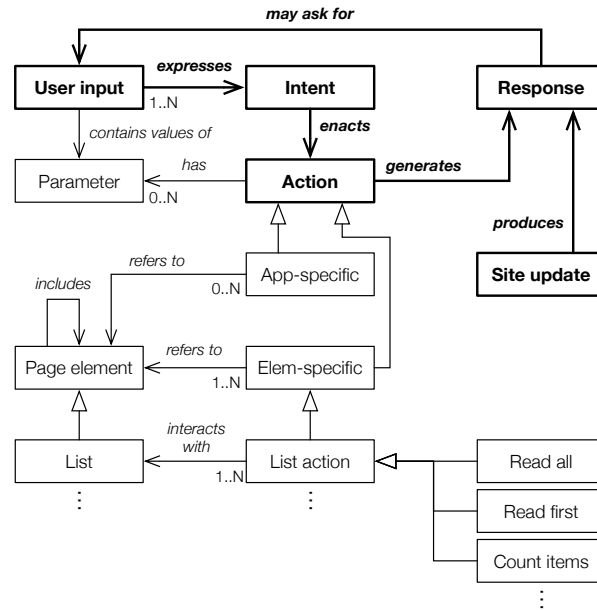 may ask for
User input
expresses
1..N
Intent
Response
contains values of
enacts
Parameter
has
0..N
Action
generates
produces
refers to
0..N
App-specific
Site update
includes
Page element
refers to
1..N
Elem-specific
interacts
with
List
1..N
List action
Read all
Read first
Count items